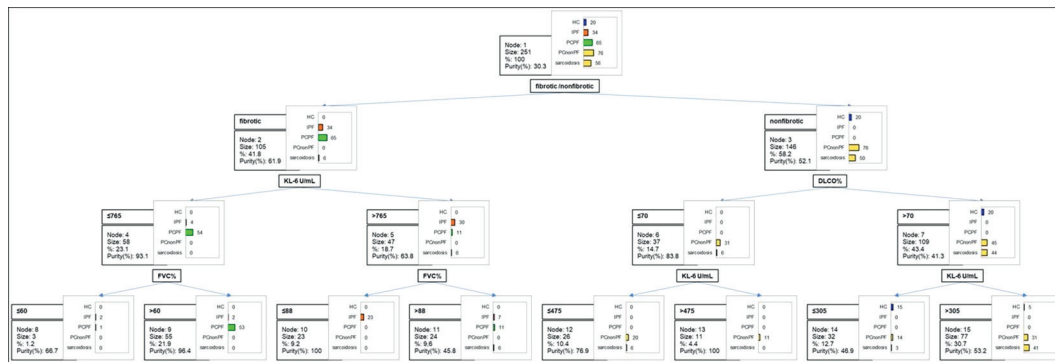 HC 20
IPF 34
PCPF 65
PCnonPF 76
sarcoidosis 56
Node: 1
Size: 251
%: 100
Purity(%): 30.3
fibrotic /nonfibrotic
fibrotic
Node: 2
Size: 105
%: 41.8
Purity(%): 61.9
HC 0
IPF 34
PCPF 65
PCnonPF 0
sarcoidosis 6
KL-6 U/mL
nonfibrotic
Node: 3
Size: 146
%: 58.2
Purity(%): 52.1
HC 20
IPF 0
PCPF 0
PCnonPF 76
sarcoidosis 50
DLCO%
≤765
Node: 4
Size: 58
%: 23.1
Purity(%): 93.1
HC 0
IPF 4
PCPF 54
PCnonPF 0
sarcoidosis 0
FVC%
>765
Node: 5
Size: 47
%: 18.7
Purity(%): 63.8
HC 0
IPF 30
PCPF 11
PCnonPF 0
sarcoidosis 6
FVC%
≤70
Node: 6
Size: 37
%: 14.7
Purity(%): 83.8
HC 0
IPF 0
PCPF 0
PCnonPF 31
sarcoidosis 6
KL-6 U/mL
>70
Node: 7
Size: 109
%: 43.4
Purity(%): 41.3
HC 20
IPF 0
PCPF 0
PCnonPF 45
sarcoidosis 44
KL-6 U/mL
≤60
Node: 8
Size: 3
%: 1.2
Purity(%): 66.7
HC 0
IPF 2
PCPF 1
PCnonPF 0
sarcoidosis 0
>60
Node: 9
Size: 55
%: 21.9
Purity(%): 96.4
HC 0
IPF 2
PCPF 53
PCnonPF 0
sarcoidosis 0
≤88
Node: 10
Size: 23
%: 9.2
Purity(%): 100
HC 0
IPF 23
PCPF 0
PCnonPF 0
sarcoidosis 0
>88
Node: 11
Size: 24
%: 9.6
Purity(%): 45.8
HC 0
IPF 7
PCPF 11
PCnonPF 0
sarcoidosis 6
≤475
Node: 12
Size: 26
%: 10.4
Purity(%): 76.9
HC 0
IPF 0
PCPF 0
PCnonPF 20
sarcoidosis 6
>475
Node: 13
Size: 11
%: 4.4
Purity(%): 100
HC 0
IPF 0
PCPF 0
PCnonPF 11
sarcoidosis 0
≤305
Node: 14
Size: 32
%: 12.7
Purity(%): 46.9
HC 15
IPF 0
PCPF 0
PCnonPF 14
sarcoidosis 3
>305
Node: 15
Size: 77
%: 30.7
Purity(%): 53.2
HC 5
IPF 0
PCPF 0
PCnonPF 31
sarcoidosis 41